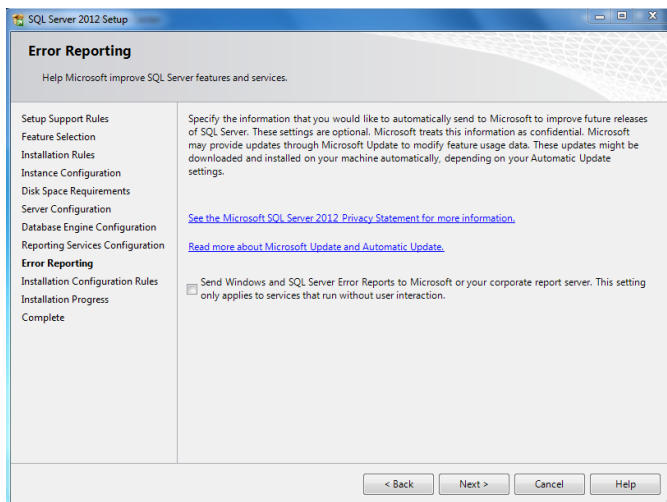 SQL Server 2012 Setup
Error Reporting
Help Microsoft improve SQL Server features and services.
Setup Support Rules
Feature Selection
Installation Rules
Instance Configuration
Disk Space Requirements
Server Configuration
Database Engine Configuration
Reporting Services Configuration
Error Reporting
Installation Configuration Rules
Installation Progress
Complete
Specify the information that you would like to automatically send to Microsoft to improve future releases
of SQL Server. These settings are optional. Microsoft treats this information as confidential. Microsoft
may provide updates through Microsoft Update to modify feature usage data. These updates might be
downloaded and installed on your machine automatically, depending on your Automatic Update
settings.
See the Microsoft SQL Server 2012 Privacy Statement for more information.
Read more about Microsoft Update and Automatic Update.
Send Windows and SQL Server Error Reports to Microsoft or your corporate report server. This setting
only applies to services that run without user interaction.
< Back
Next >
Cancel
Help